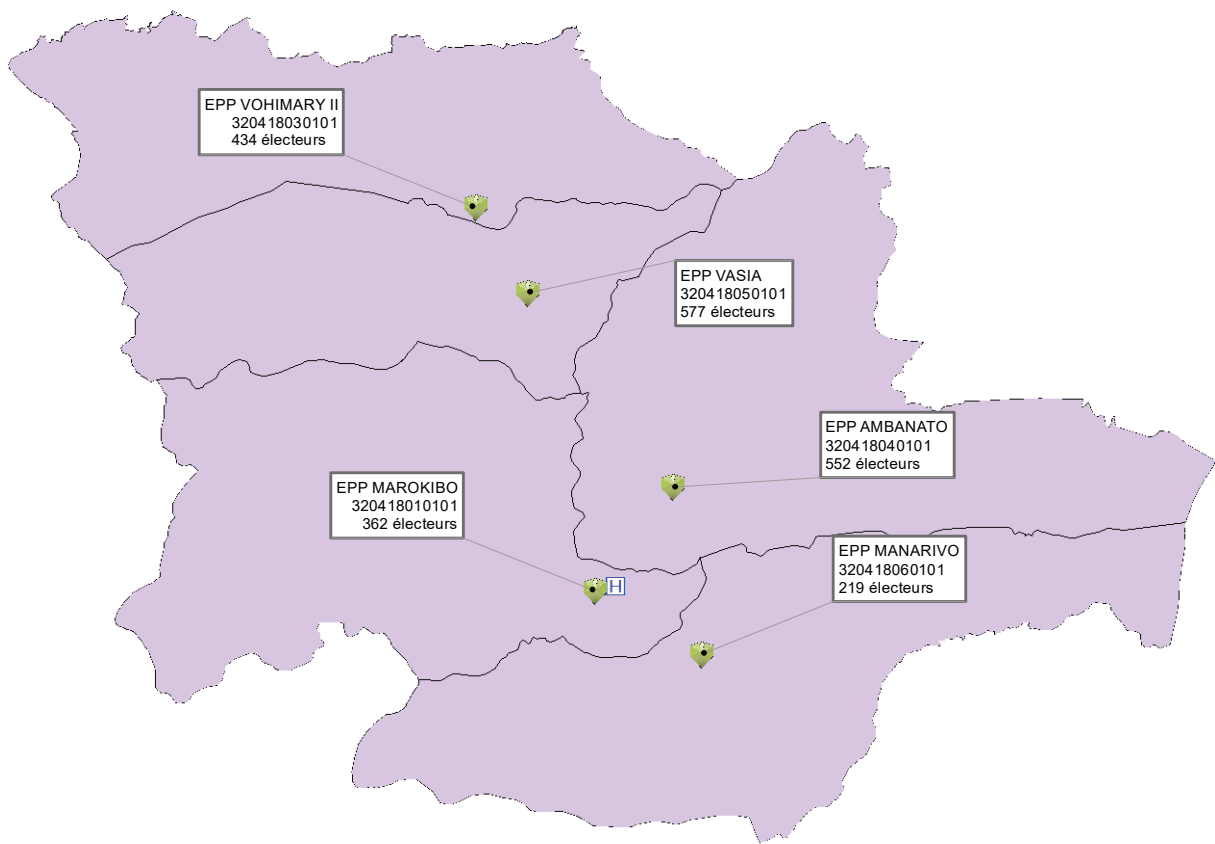 EPP VOHIMARY II
320418030101
434 électeurs
EPP VASIA
320418050101
577 électeurs
EPP AMBANATO
320418040101
552 électeurs
EPP MAROKIBO
320418010101
362 électeurs
EPP MANARIVO
320418060101
219 électeurs
H